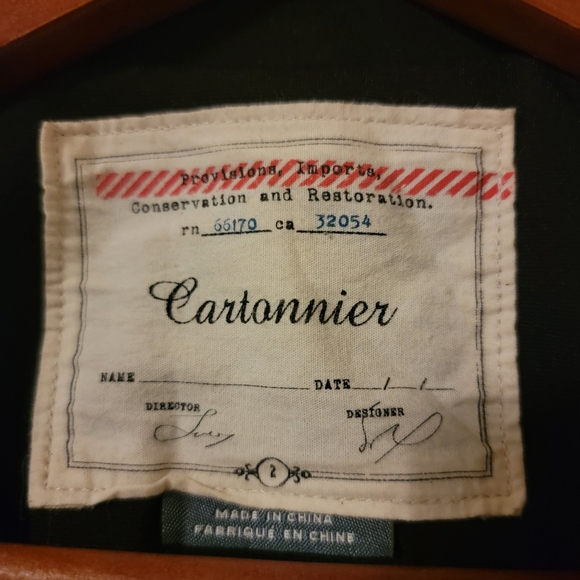 Provisions, Imports,
Conservation and Restoration.
rn 66170 ca 32054
Cartonnier
NAME DATE / /
DIRECTOR DESIGNER
2
MADE IN CHINA
FABRIQUÉ EN CHINE